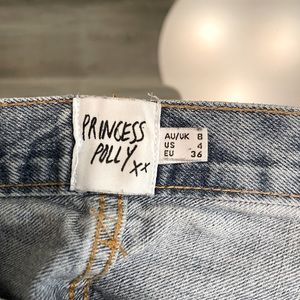 PRINCESS
POLLY xx
AU/UK 8
US 4
EU 36